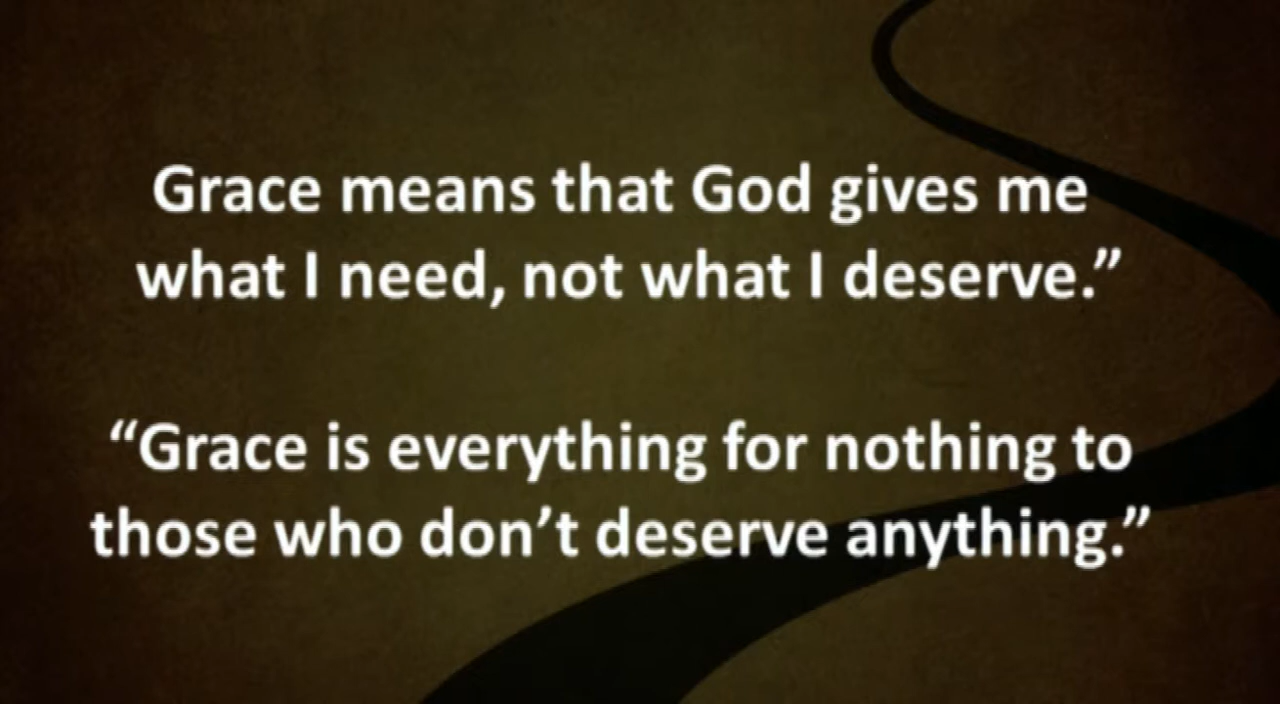 Grace means that God gives me
what I need, not what I deserve.”
“Grace is everything for nothing to
those who don’t deserve anything.”